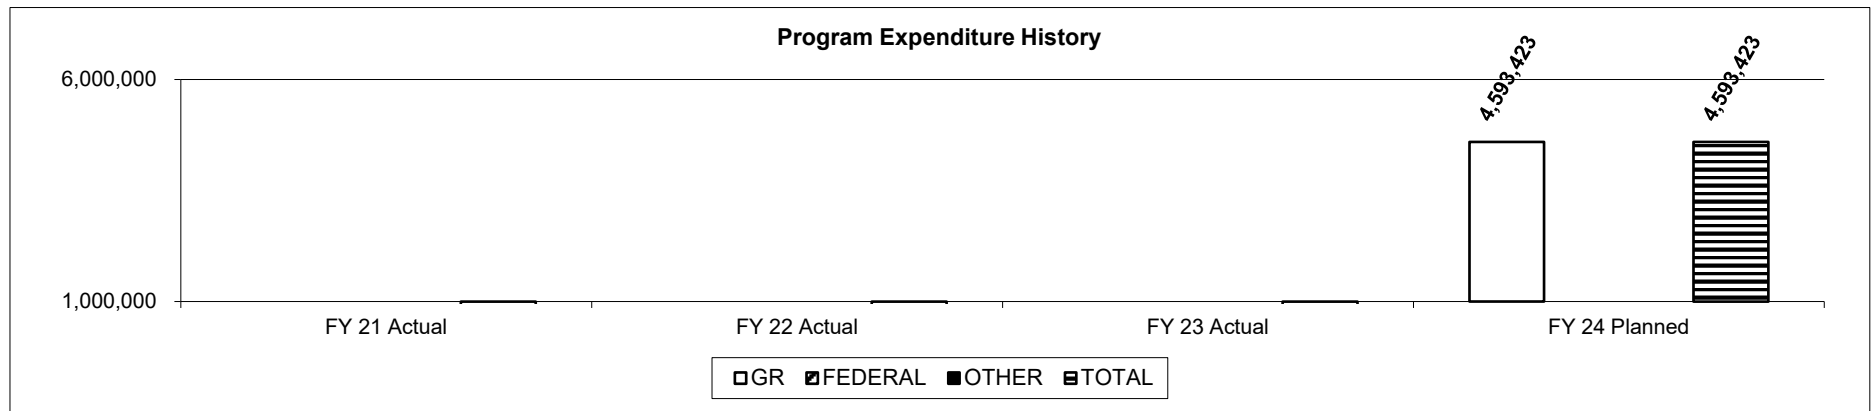 Program Expenditure History
6,000,000
4,593,423
4,593,423
1,000,000
FY 21 Actual
FY 22 Actual
FY 23 Actual
FY 24 Planned
GR FEDERAL OTHER TOTAL